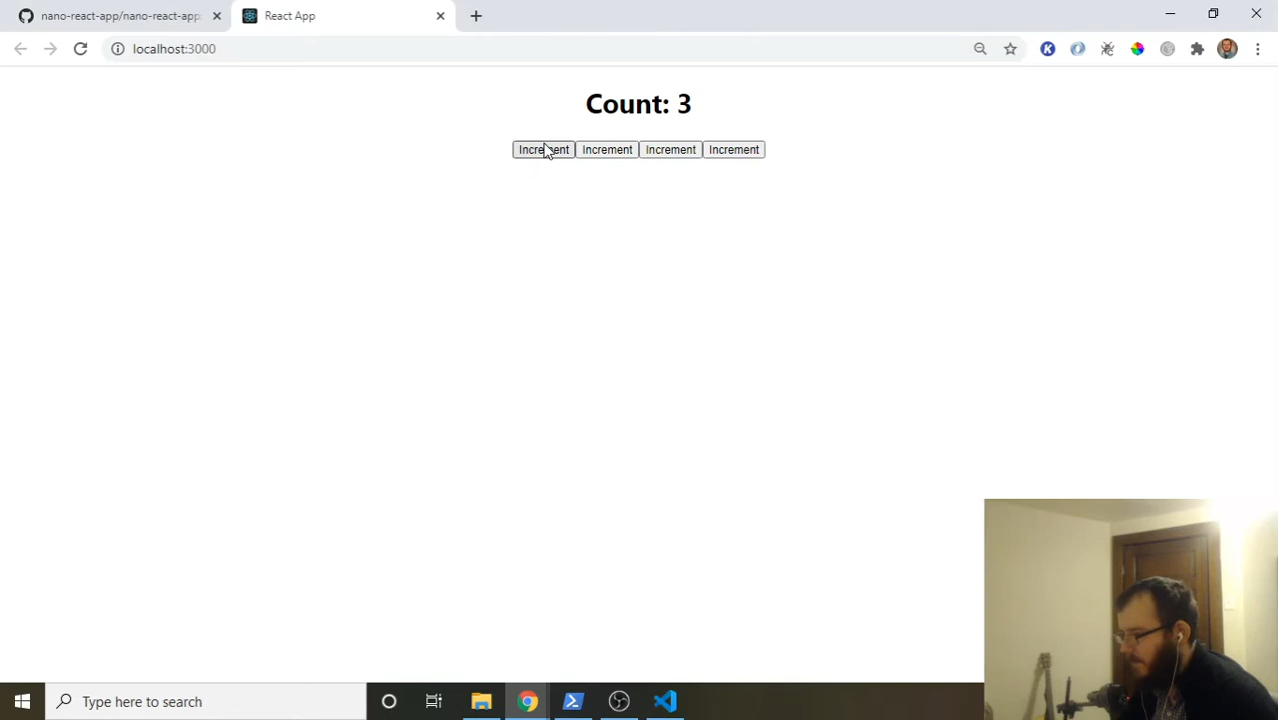 nano-react-app/nano-react-app:
React App
localhost:3000
Count: 3
Increment Increment Increment Increment
Type here to search